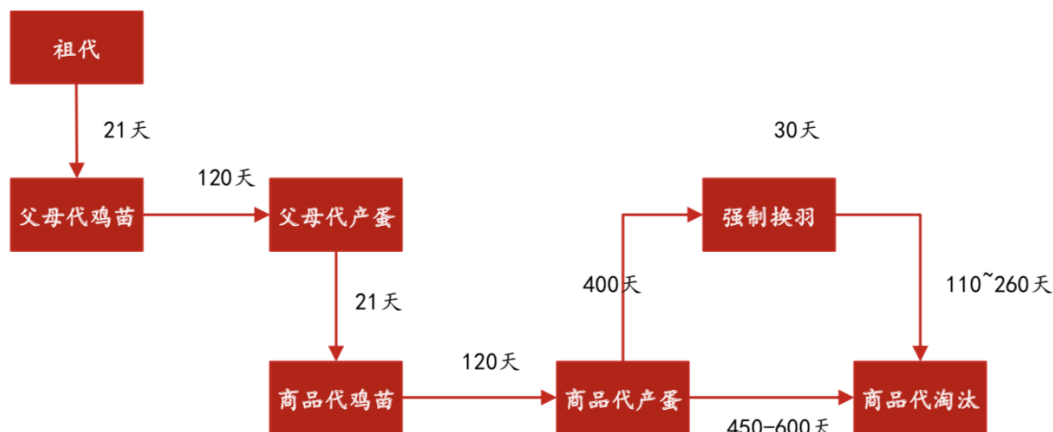 祖代
21天
30天
120天
父母代鸡苗
父母代产蛋
强制换羽
21天
400天
110~260天
120天
商品代鸡苗
商品代产蛋
商品代淘汰
450-600天